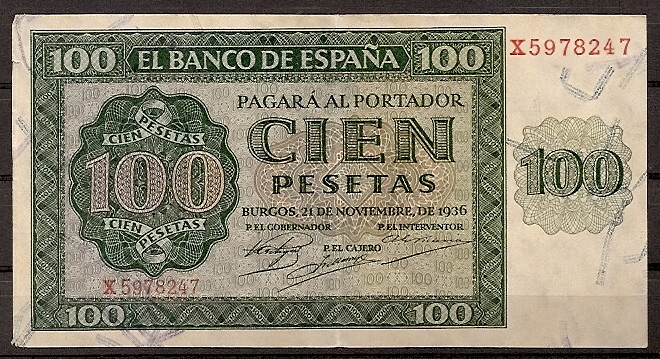 100 EL BANCO DE ESPAÑA 100
X5978247
PAGARÁ AL PORTADOR
CIEN
PESETAS
BURGOS, 21 DE NOVIEMBRE, DE 1936
P. EL GOBERNADOR P. EL INTERVENTOR
P. EL CAJERO
PESETAS
CIEN
100
CIEN
PESETAS
X5978247
100 100
100